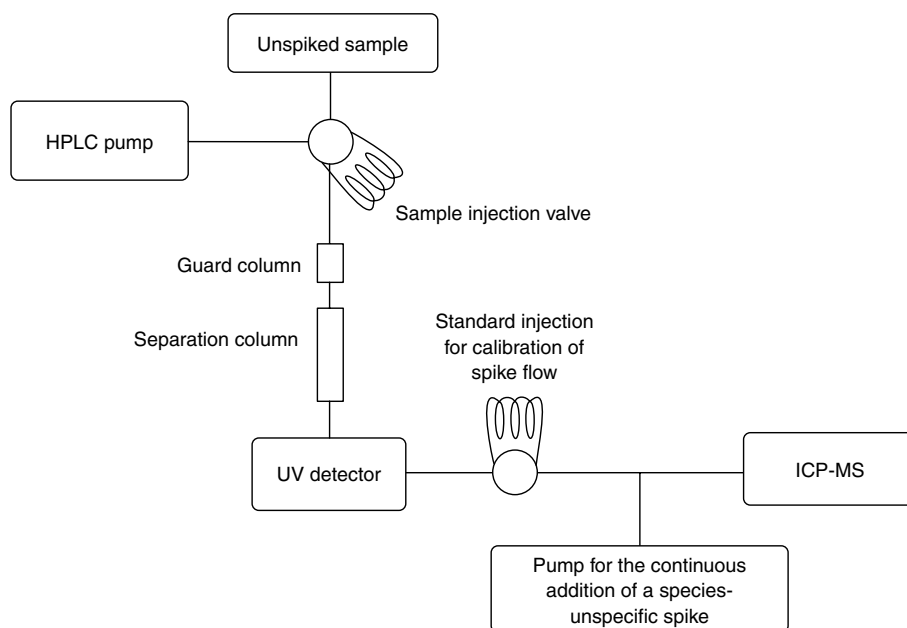 Unspiked sample
HPLC pump
Sample injection valve
Guard column
Separation column
Standard injection
for calibration of
spike flow
UV detector
ICP-MS
Pump for the continuous
addition of a species-
unspecific spike